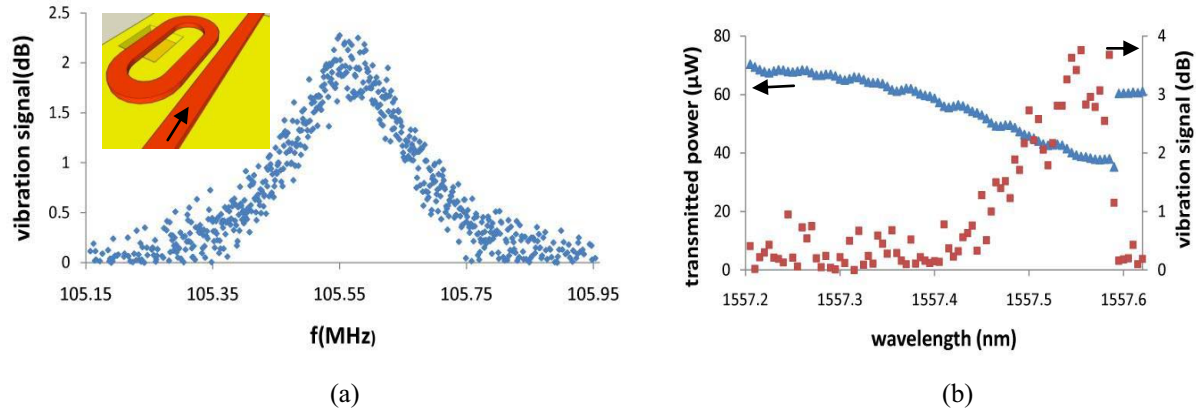 vibration signal(dB)
2.5
2
1.5
1
0.5
0
105.15 105.35 105.55 105.75 105.95
f(MHz)
(a)
transmitted power (μW)
80
60
40
20
0
1557.2 1557.3 1557.4 1557.5 1557.6
wavelength (nm)
4
3
2
1
0
vibration signal (dB)
(b)